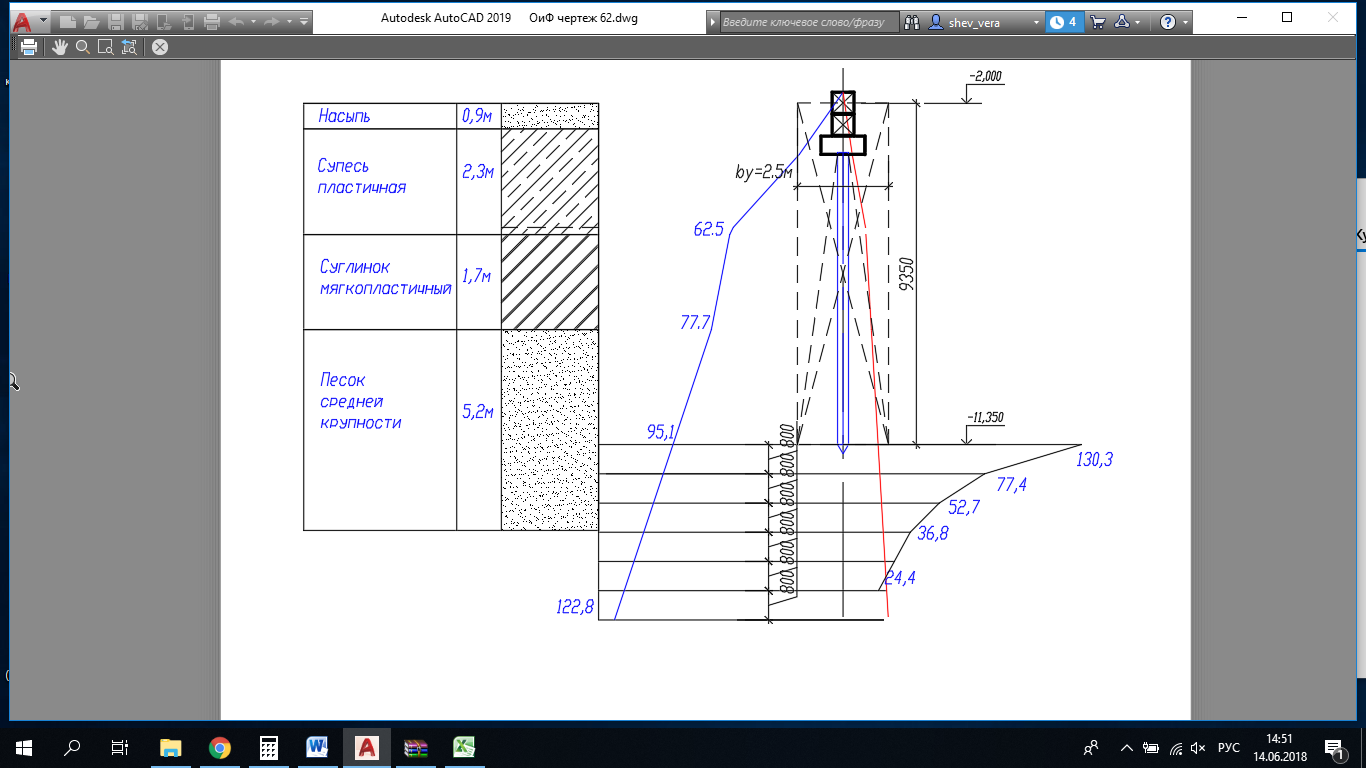 Autodesk AutoCAD 2019 ОиФ чертеж 62.dwg
Введите ключевое слово/фразу
shev_vera
4
-2,000
Насыпь 0,9м
Супесь
пластичная
2,3м
by=2.5м
62.5
Суглинок
мягкопластичный
1,7м
9350
77.7
Песок
средней
крупности
5,2м
-11,350
95,1
800
800
800
800
800
800
130,3
77,4
52,7
36,8
24,4
122,8
РУС
14:51
14.06.2018
1